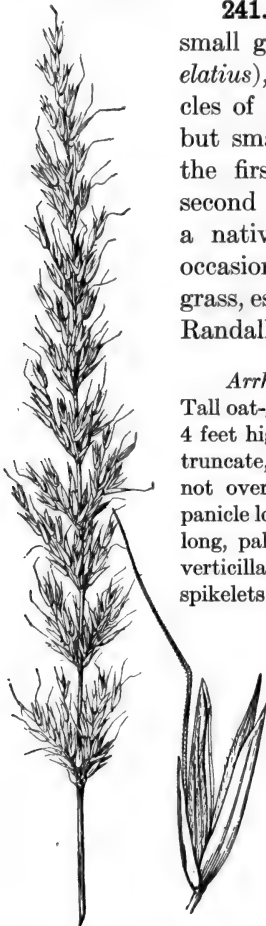 241.
small g
elatius),
cles of
but sma
the firs
second
a nativ
occasion
grass, es
Randall
Arrh
Tall oat-
4 feet hig
truncate,
not over
panicle lo
long, pal
verticilla
spikelets